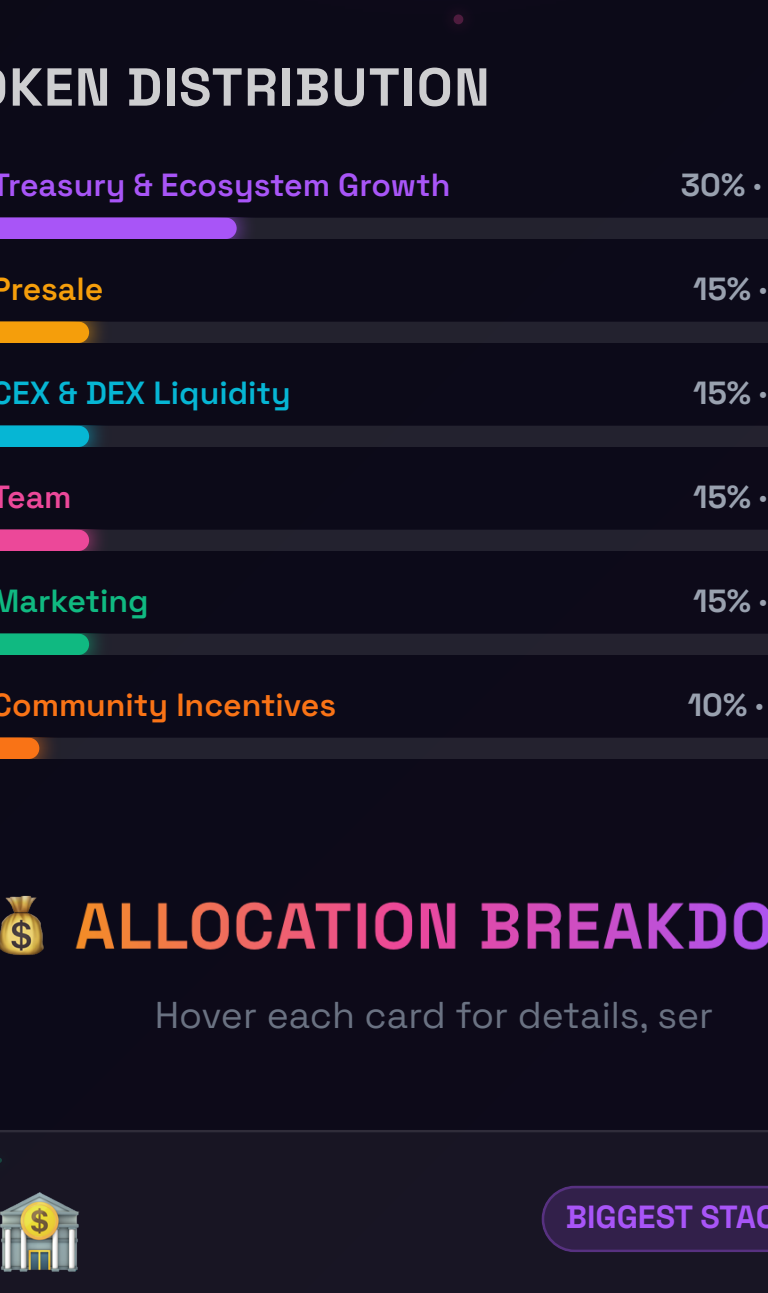 OKEN DISTRIBUTION
Treasury & Ecosystem Growth 30% ·
Presale 15% ·
CEX & DEX Liquidity 15% ·
Team 15% ·
Marketing 15% ·
Community Incentives 10% ·
💰 ALLOCATION BREAKDO
Hover each card for details, ser
BIGGEST STAC